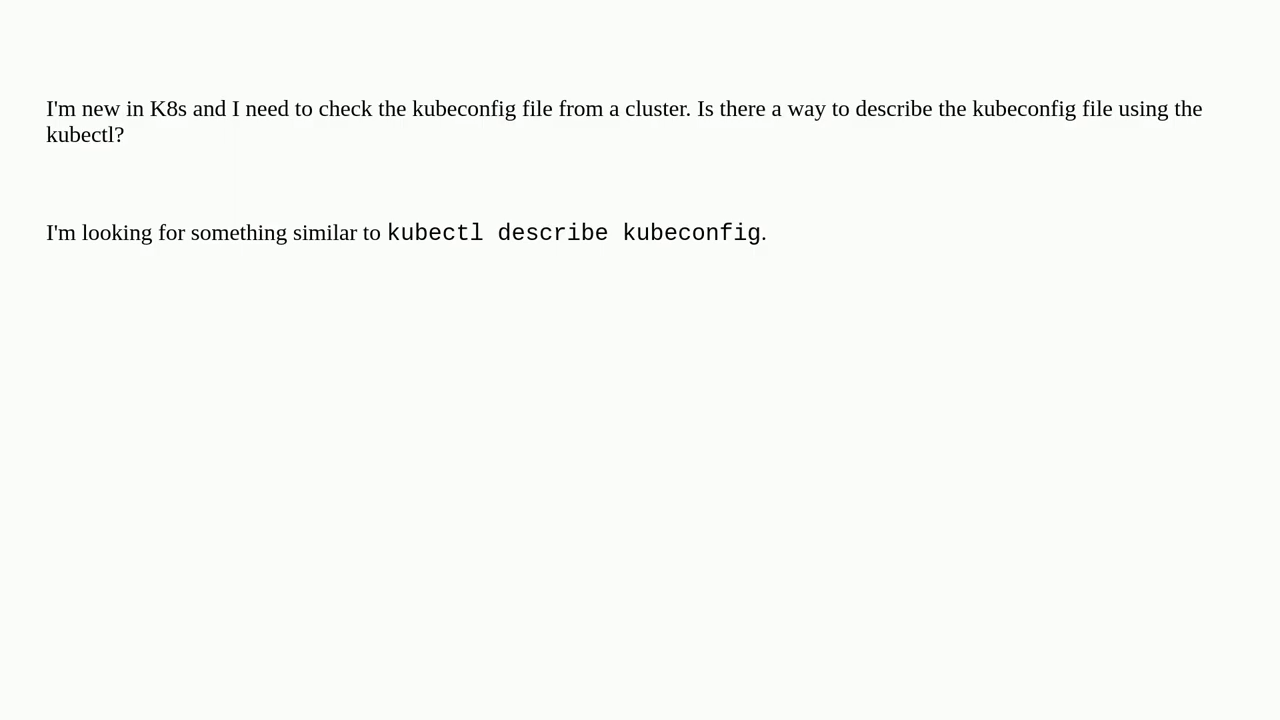 I'm new in K8s and I need to check the kubeconfig file from a cluster. Is there a way to describe the kubeconfig file using the
kubectl?
I'm looking for something similar to kubectl describe kubeconfig.